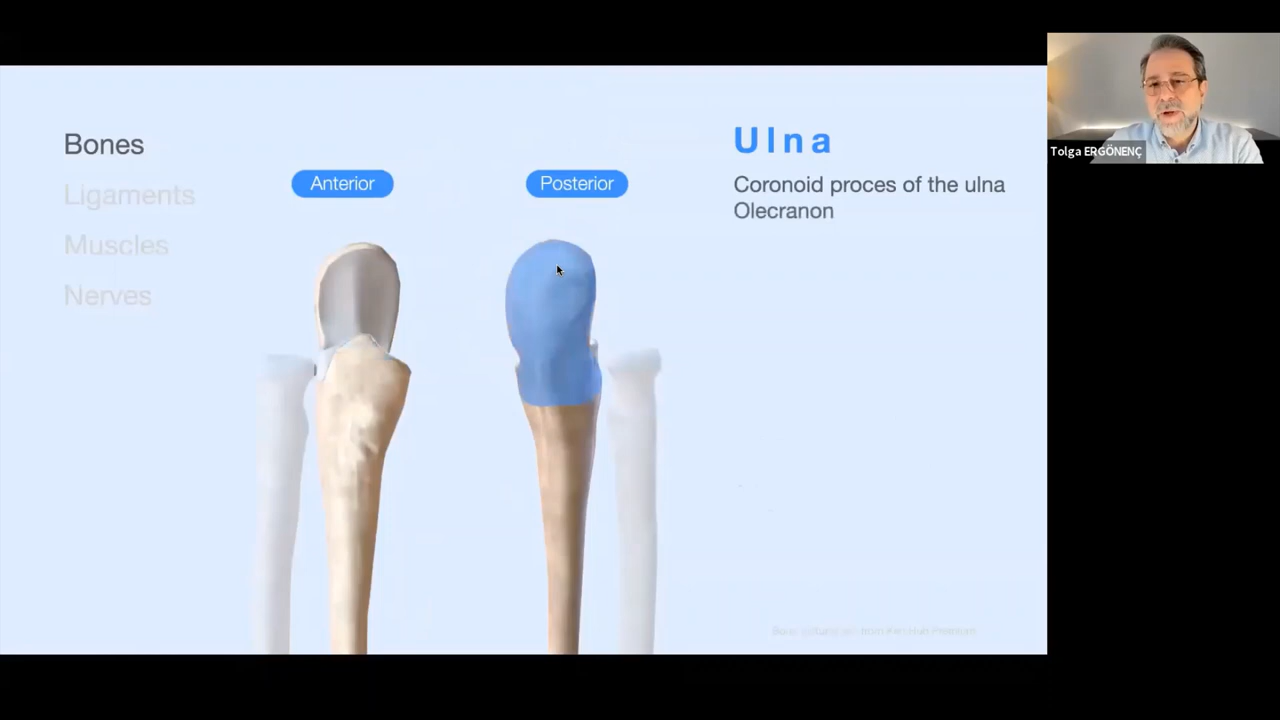 Bones
Ligaments
Muscles
Nerves
Anterior
Posterior
Ulna
Coronoid proces of the ulna
Olecranon
Tolga ERGÖNENÇ